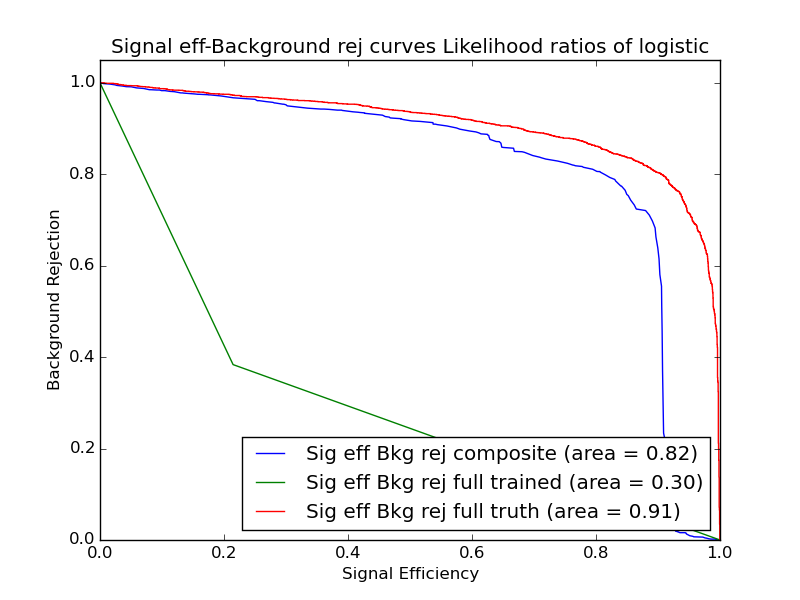 Signal eff-Background rej curves Likelihood ratios of logistic
1.0
0.8
0.6
0.4
0.2
0.0
Background Rejection
Sig eff Bkg rej composite (area = 0.82)
Sig eff Bkg rej full trained (area = 0.30)
Sig eff Bkg rej full truth (area = 0.91)
0.0 0.2 0.4 0.6 0.8 1.0
Signal Efficiency